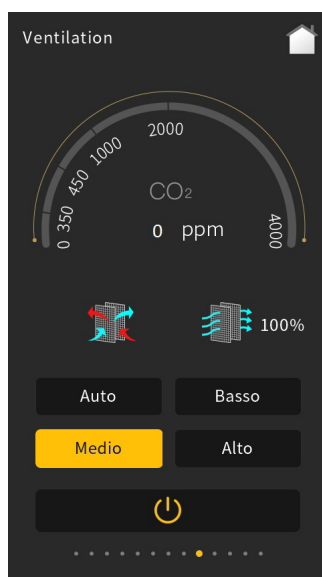 Ventilation
0 350 450 1000 2000 4000
CO₂
0 ppm
100%
Auto Basso
Medio Alto